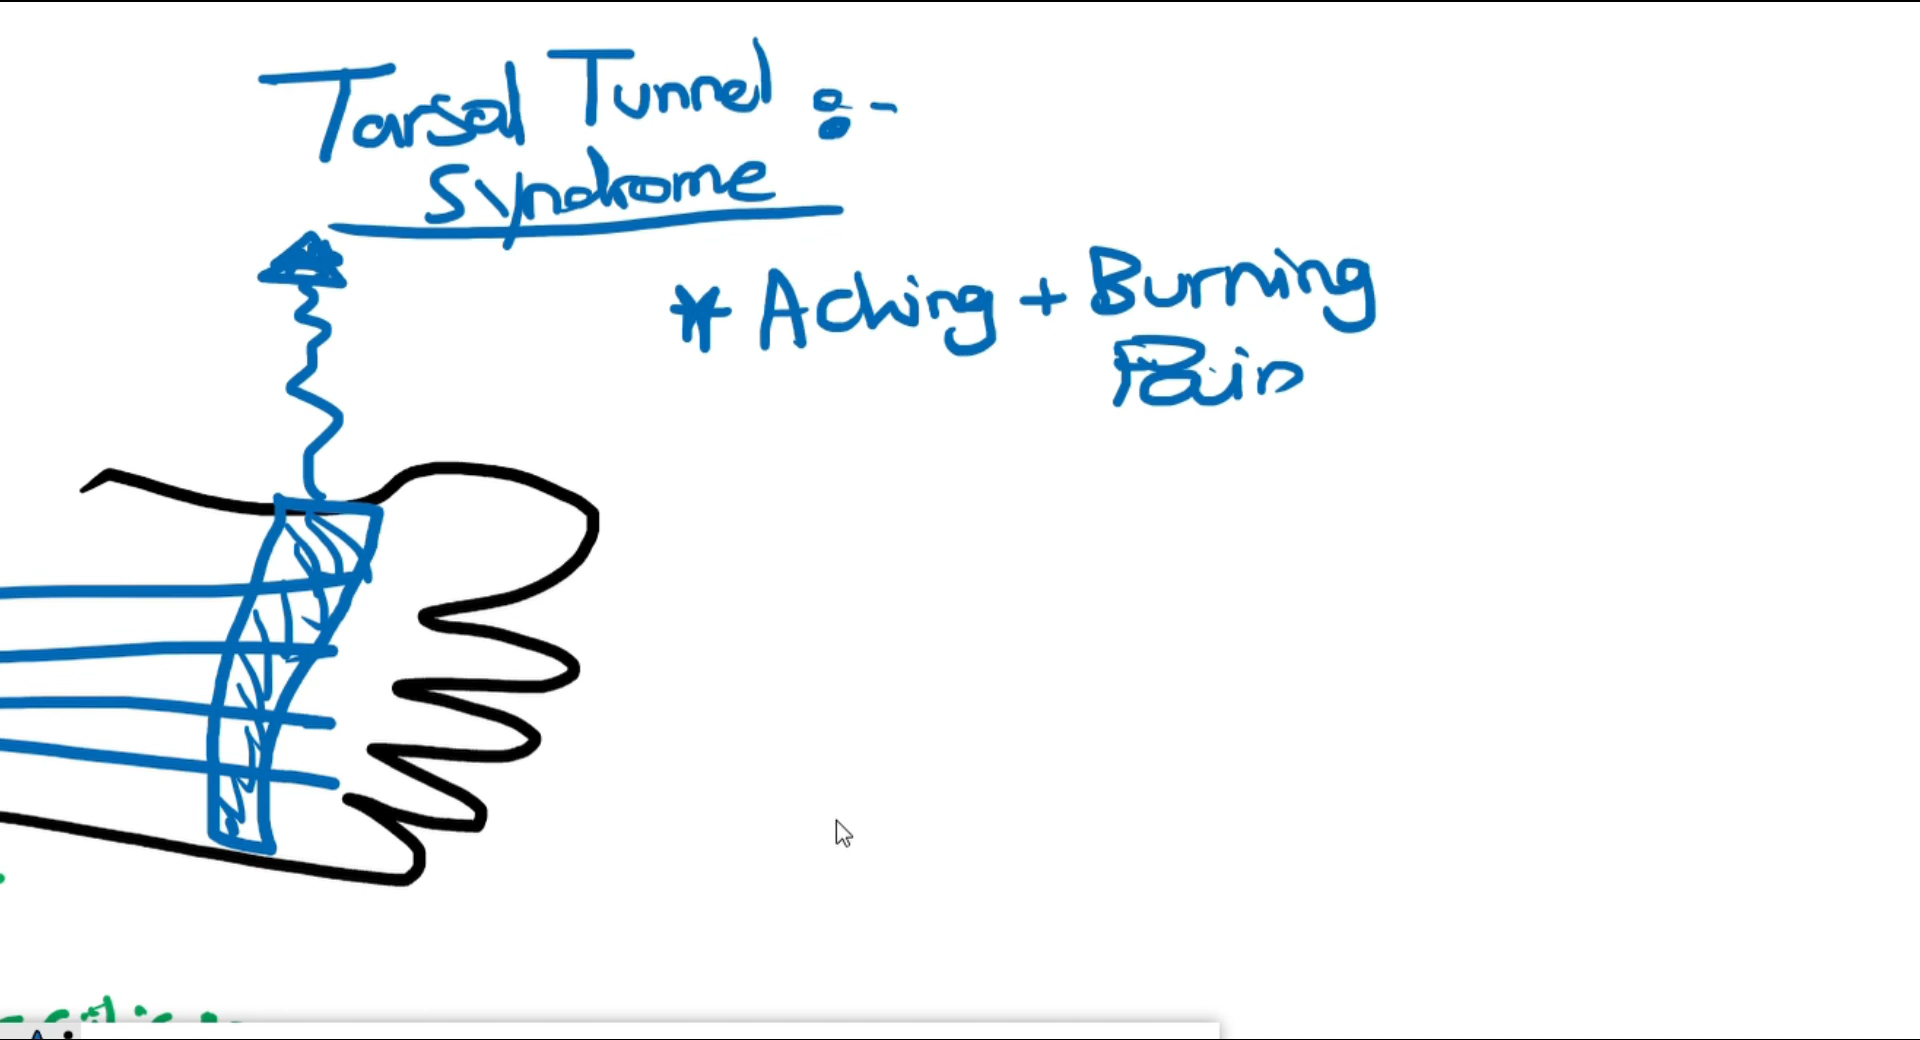 Tarsal Tunnel :-
Syndrome
* Aching + Burning
Pain